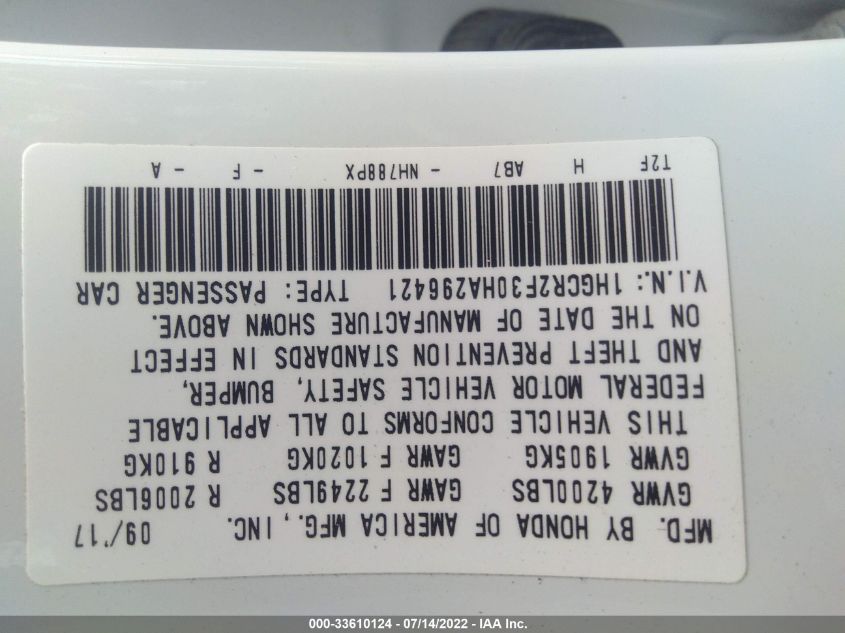 MFD. BY HONDA OF AMERICA MFG., INC. 09/'17
GVWR 4200LBS GAWR F 2249LBS R 2006LBS
GVWR 1905KG GAWR F 1020KG R 910KG
THIS VEHICLE CONFORMS TO ALL APPLICABLE
FEDERAL MOTOR VEHICLE SAFETY, BUMPER,
AND THEFT PREVENTION STANDARDS IN EFFECT
ON THE DATE OF MANUFACTURE SHOWN ABOVE.
V.I.N.: 1HGCR2F30HA296421 TYPE: PASSENGER CAR
T2F H AB7 - NH788PX - F - A
000-33610124 - 07/14/2022 - IAA Inc.